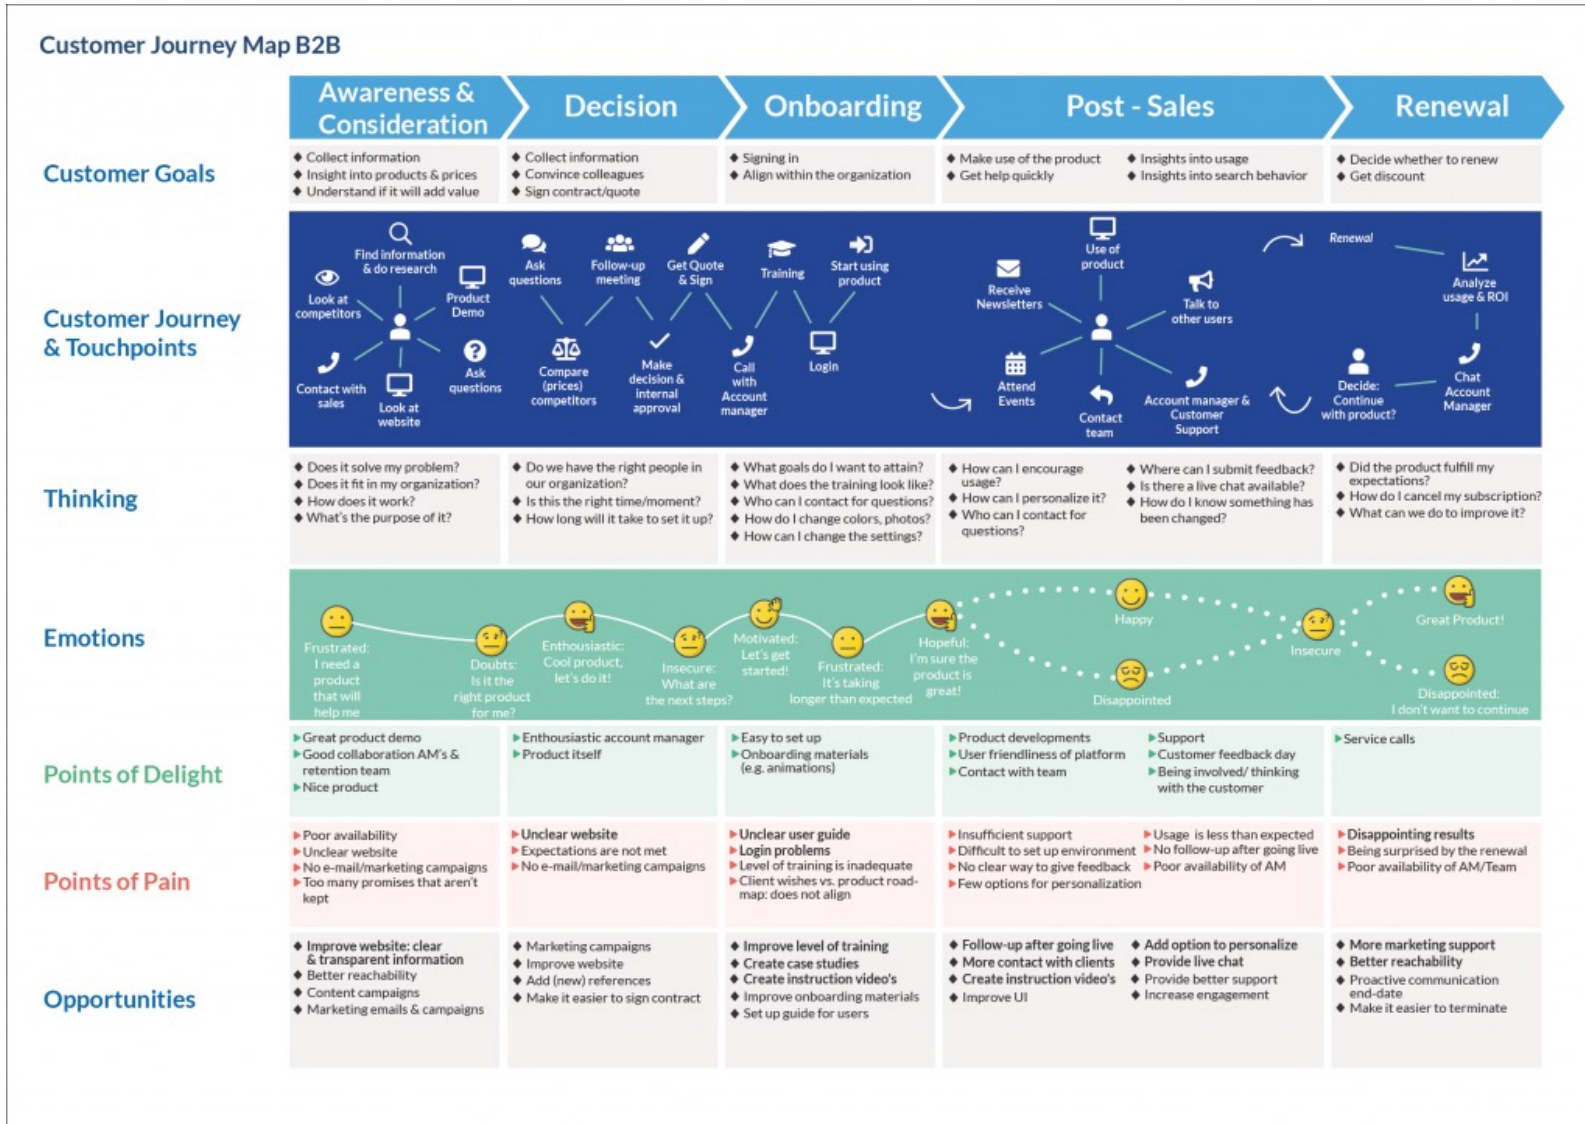 Customer Journey Map B2B
Awareness &
Consideration
Decision
Onboarding
Post - Sales
Renewal
Customer Goals
◆ Collect information
◆ Insight into products & prices
◆ Understand if it will add value
◆ Collect information
◆ Convince colleagues
◆ Sign contract/quote
◆ Signing in
◆ Align within the organization
◆ Make use of the product
◆ Get help quickly
◆ Insights into usage
◆ Insights into search behavior
◆ Decide whether to renew
◆ Get discount
Customer Journey
& Touchpoints
Find information
& do research
Look at
competitors
Product
Demo
Contact with
sales
Look at
website
Ask
questions
Ask
questions
Follow-up
meeting
Get Quote
& Sign
Compare
(prices)
competitors
Make
decision &
internal
approval
Training
Start using
product
Call
with
Account
manager
Login
Use of
product
Receive
Newsletters
Talk to
other users
Attend
Events
Contact
team
Account manager &
Customer
Support
Renewal
Analyze
usage & ROI
Decide:
Continue
with product?
Chat
Account
Manager
Thinking
◆ Does it solve my problem?
◆ Does it fit in my organization?
◆ How does it work?
◆ What's the purpose of it?
◆ Do we have the right people in
our organization?
◆ Is this the right time/moment?
◆ How long will it take to set it up?
◆ What goals do I want to attain?
◆ What does the training look like?
◆ Who can I contact for questions?
◆ How do I change colors, photos?
◆ How can I change the settings?
◆ How can I encourage
usage?
◆ How can I personalize it?
◆ Who can I contact for
questions?
◆ Where can I submit feedback?
◆ Is there a live chat available?
◆ How do I know something has
been changed?
◆ Did the product fulfill my
expectations?
◆ How do I cancel my subscription?
◆ What can we do to improve it?
Emotions
Frustrated:
I need a
product
that will
help me
Doubts:
Is it the
right product
for me?
Enthousiastic:
Cool product,
let's do it!
Insecure:
What are
the next steps?
Motivated:
Let's get
started!
Frustrated:
It's taking
longer than expected
Hopeful:
I'm sure the
product is
great!
Happy
Disappointed
Insecure
Great Product!
Disappointed:
I don't want to continue
Points of Delight
▶ Great product demo
▶ Good collaboration AM's &
retention team
▶ Nice product
▶ Enthousiastic account manager
▶ Product itself
▶ Easy to set up
▶ Onboarding materials
(e.g. animations)
▶ Product developments
▶ User friendliness of platform
▶ Contact with team
▶ Support
▶ Customer feedback day
▶ Being involved/ thinking
with the customer
▶ Service calls
Points of Pain
▶ Poor availability
▶ Unclear website
▶ No e-mail/marketing campaigns
▶ Too many promises that aren't
kept
▶ Unclear website
▶ Expectations are not met
▶ No e-mail/marketing campaigns
▶ Unclear user guide
▶ Login problems
▶ Level of training is inadequate
▶ Client wishes vs. product road-
map: does not align
▶ Insufficient support
▶ Difficult to set up environment
▶ No clear way to give feedback
▶ Few options for personalization
▶ Usage is less than expected
▶ No follow-up after going live
▶ Poor availability of AM
▶ Disappointing results
▶ Being surprised by the renewal
▶ Poor availability of AM/Team
Opportunities
◆ Improve website: clear
& transparent information
◆ Better reachability
◆ Content campaigns
◆ Marketing emails & campaigns
◆ Marketing campaigns
◆ Improve website
◆ Add (new) references
◆ Make it easier to sign contract
◆ Improve level of training
◆ Create case studies
◆ Create instruction video's
◆ Improve onboarding materials
◆ Set up guide for users
◆ Follow-up after going live
◆ More contact with clients
◆ Create instruction video's
◆ Improve UI
◆ Add option to personalize
◆ Provide live chat
◆ Provide better support
◆ Increase engagement
◆ More marketing support
◆ Better reachability
◆ Proactive communication
end-date
◆ Make it easier to terminate